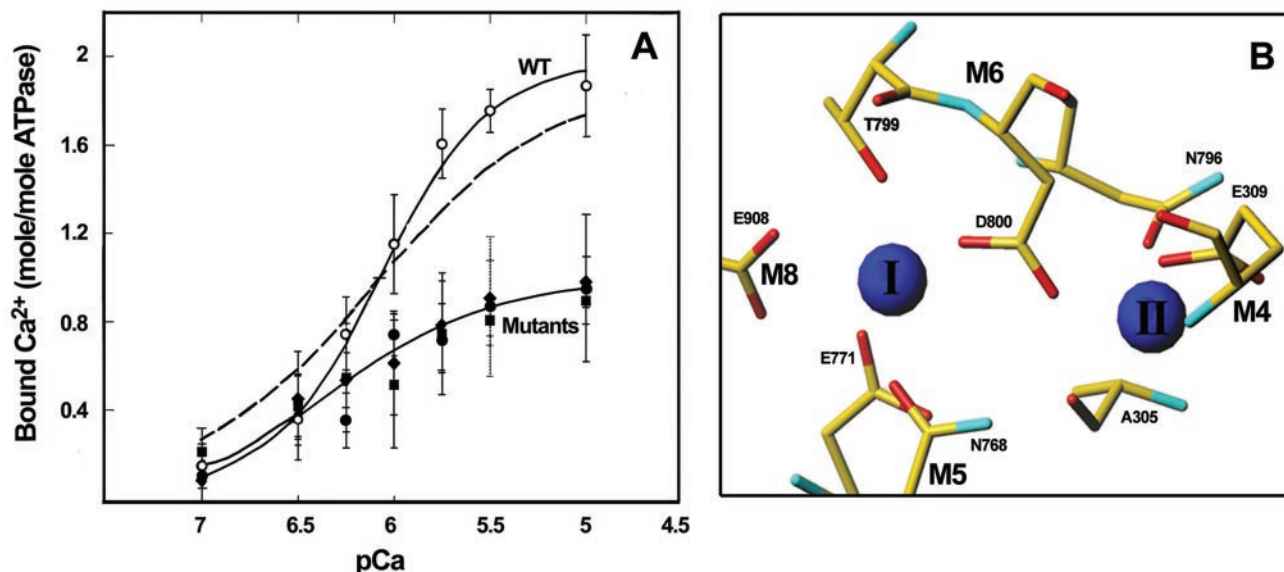 A
2
WT
1.6
1.2
0.8
Mutants
0.4
7
6.5
6
5.5
5
4.5
pCa
Bound Ca²⁺ (mole/mole ATPase)
B
M6
T799
N796
E309
D800
E908
M8
I
II
M4
E771
A305
N768
M5